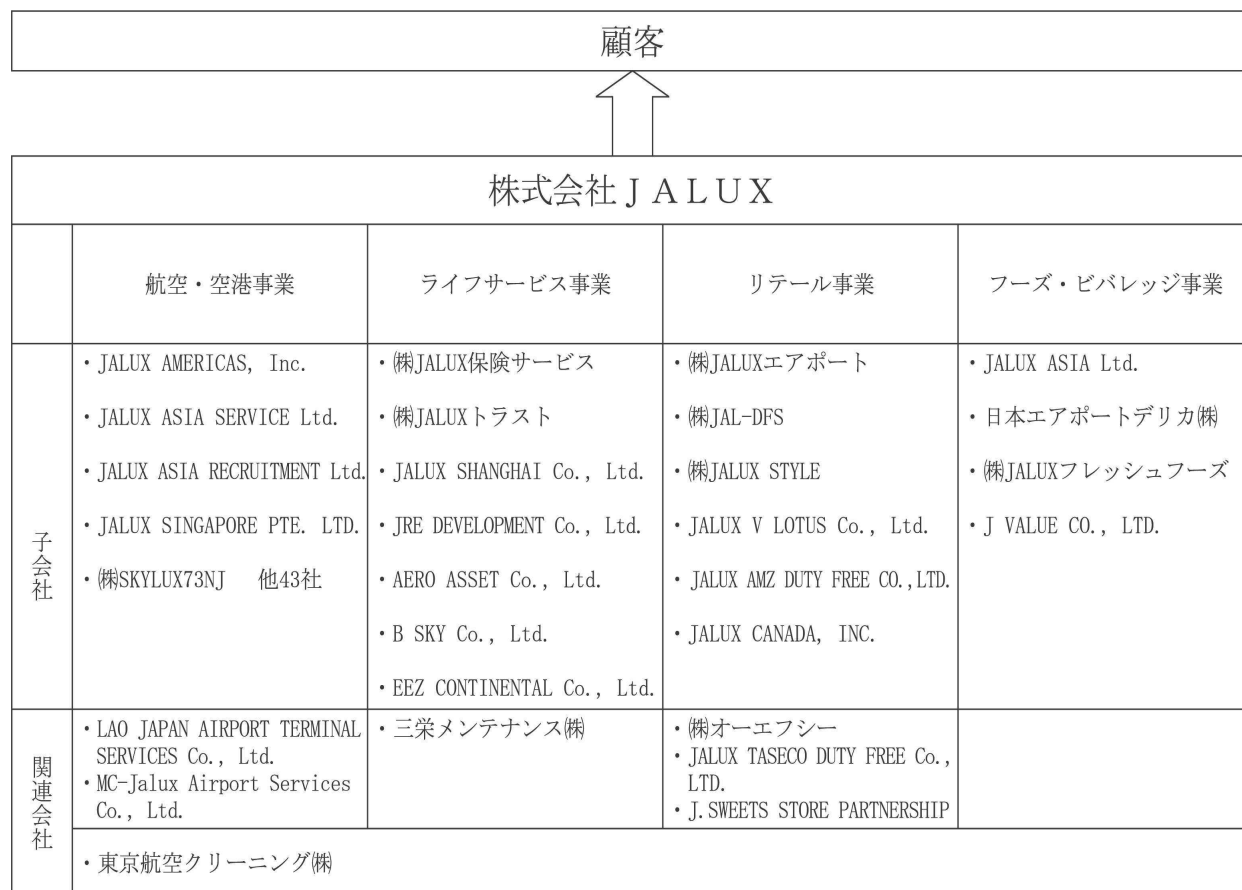 顧客
株式会社ＪＡＬＵＸ
航空・空港事業
ライフサービス事業
リテール事業
フーズ・ビバレッジ事業
子会社
・JALUX AMERICAS, Inc.
・JALUX ASIA SERVICE Ltd.
・JALUX ASIA RECRUITMENT Ltd.
・JALUX SINGAPORE PTE. LTD.
・㈱SKYLUX73NJ　他43社
・㈱JALUX保険サービス
・㈱JALUXトラスト
・JALUX SHANGHAI Co., Ltd.
・JRE DEVELOPMENT Co., Ltd.
・AERO ASSET Co., Ltd.
・B SKY Co., Ltd.
・EEZ CONTINENTAL Co., Ltd.
・㈱JALUXエアポート
・㈱JAL-DFS
・㈱JALUX STYLE
・JALUX V LOTUS Co., Ltd.
・JALUX AMZ DUTY FREE CO.,LTD.
・JALUX CANADA, INC.
・JALUX ASIA Ltd.
・日本エアポートデリカ㈱
・㈱JALUXフレッシュフーズ
・J VALUE CO., LTD.
関連会社
・LAO JAPAN AIRPORT TERMINAL
SERVICES Co., Ltd.
・MC-Jalux Airport Services
Co., Ltd.
・三栄メンテナンス㈱
・㈱オーエフシー
・JALUX TASECO DUTY FREE Co.,
LTD.
・J.SWEETS STORE PARTNERSHIP
・東京航空クリーニング㈱